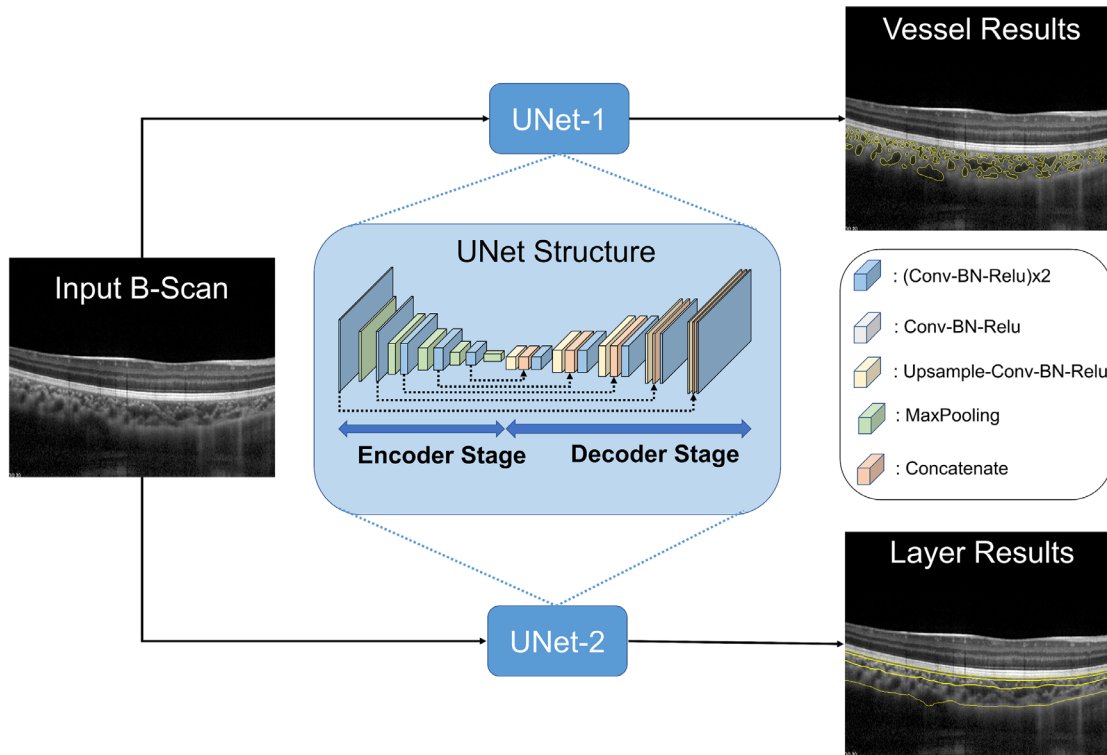 Vessel Results
UNet-1
UNet Structure
Input B-Scan
: (Conv-BN-Relu)x2
: Conv-BN-Relu
: Upsample-Conv-BN-Relu
: MaxPooling
: Concatenate
Encoder Stage
Decoder Stage
Layer Results
UNet-2